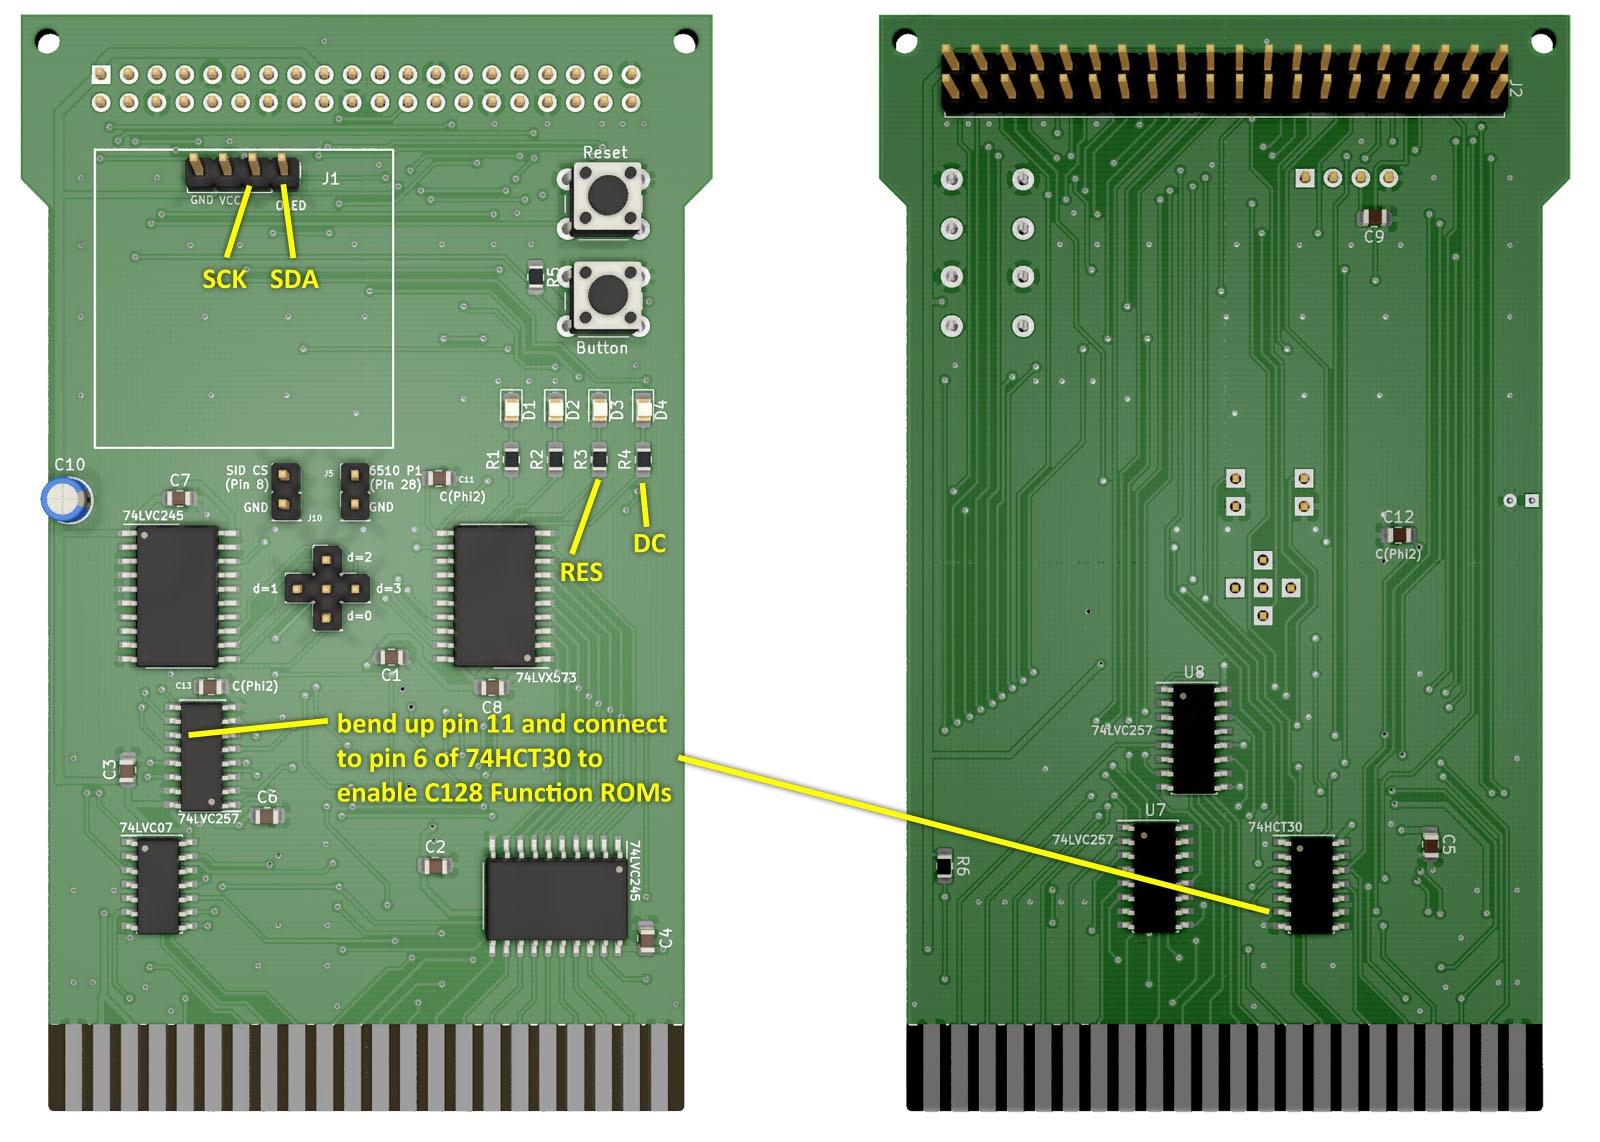 Reset
J1
GND VCC
OLED
SCK SDA
R5
Button
D1 D2 D3 D4
R1 R2 R3 R4
C10
C7
SID CS
(Pin 8)
GND
J10
J5
6510 P1
(Pin 28)
GND
C11
C(Phi2)
RES
DC
74LVC245
d=2
d=1
d=3
d=0
C1
74LVX573
C8
C13
C(Phi2)
bend up pin 11 and connect
to pin 6 of 74HCT30 to
enable C128 Function ROMs
C3
C6
74LVC257
74LVC07
C2
74LVC245
C4
J2
C9
C12
C(Phi2)
U8
74LVC257
U7
74LVC257
74HCT30
C5
R6